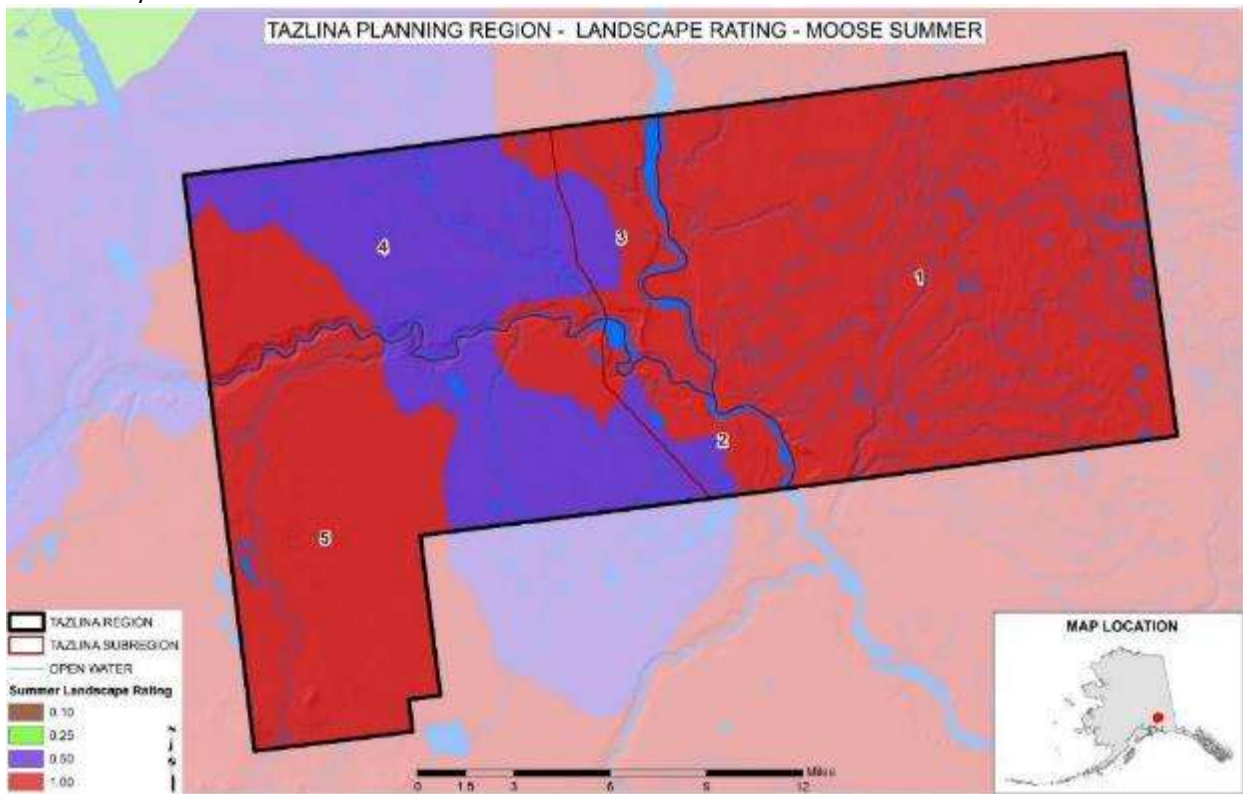 TAZLINA PLANNING REGION - LANDSCAPE RATING - MOOSE SUMMER
1
3
4
2
5
TAZLINA REGION
TAZLINA SUBREGION
OPEN WATER
Summer Landscape Rating
0.10
0.25
0.50
1.00
0 1.5 3 6 9 12
Miles
MAP LOCATION